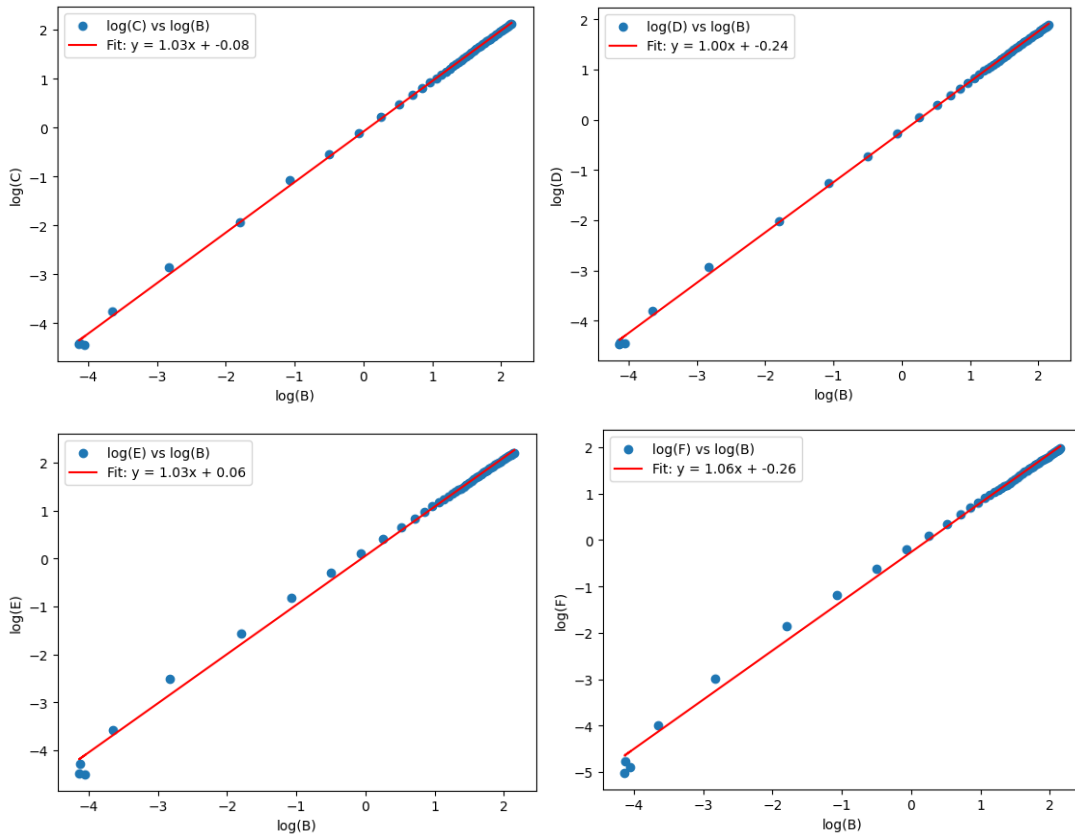 log(C) vs log(B)
Fit: y = 1.03x + -0.08
2
1
0
-1
-2
-3
-4
log(C)
-4 -3 -2 -1 0 1 2
log(B)
log(D) vs log(B)
Fit: y = 1.00x + -0.24
2
1
0
-1
-2
-3
-4
log(D)
-4 -3 -2 -1 0 1 2
log(B)
log(E) vs log(B)
Fit: y = 1.03x + 0.06
2
1
0
-1
-2
-3
-4
log(E)
-4 -3 -2 -1 0 1 2
log(B)
log(F) vs log(B)
Fit: y = 1.06x + -0.26
2
1
0
-1
-2
-3
-4
-5
log(F)
-4 -3 -2 -1 0 1 2
log(B)